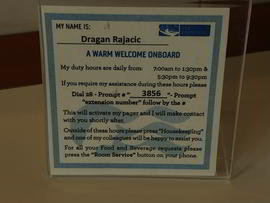 MY NAME IS:
Dragan Rajacic
A WARM WELCOME ONBOARD
My duty hours are daily from: 7:00am to 1:30pm &
5:30pm to 9:30pm
If you require my assistance during these hours please
Dial 28 - Prompt # " 3856 "- Prompt
"extension number" follow by the #
This will activate my pager and I will make contact
with you shortly after.
Outside of these hours please press "Housekeeping"
and one of my colleagues will be happy to assist you.
For all your Food and Beverage requests please
press the "Room Service" button on your phone.